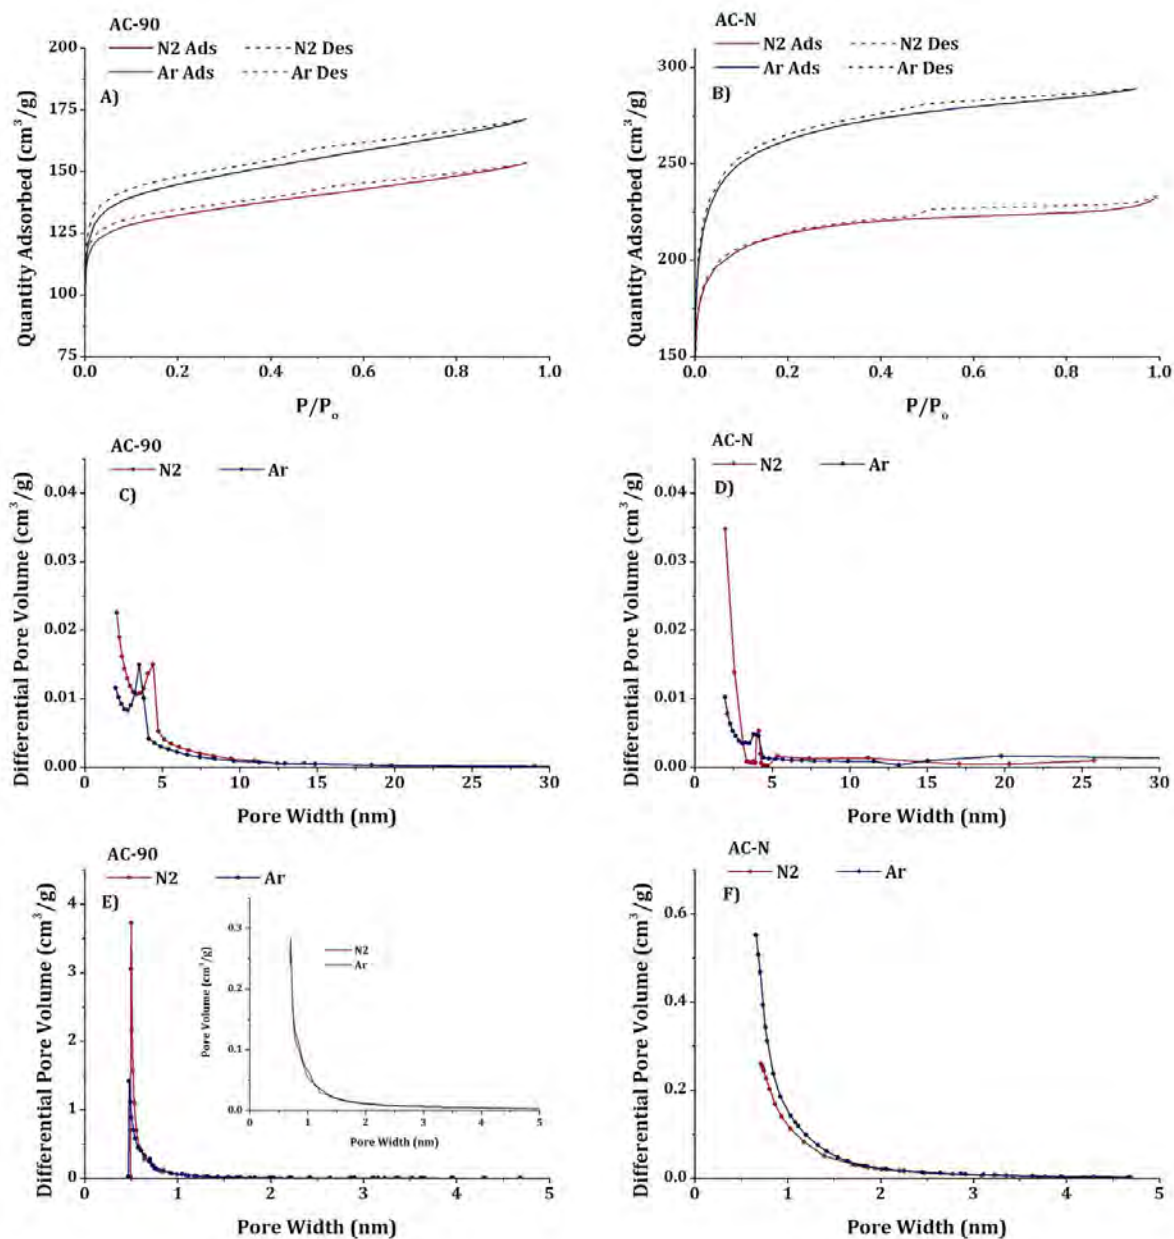 AC-90
N2 Ads N2 Des
Ar Ads Ar Des
A)
200
175
150
125
100
75
Quantity Adsorbed (cm³/g)
0.0 0.2 0.4 0.6 0.8 1.0
P/Pₒ
AC-N
N2 Ads N2 Des
Ar Ads Ar Des
B)
300
250
200
150
Quantity Adsorbed (cm³/g)
0.0 0.2 0.4 0.6 0.8 1.0
P/Pₒ
AC-90
N2 Ar
C)
0.04
0.03
0.02
0.01
0.00
Differential Pore Volume (cm³/g)
0 5 10 15 20 25 30
Pore Width (nm)
AC-N
N2 Ar
D)
0.04
0.03
0.02
0.01
0.00
Differential Pore Volume (cm³/g)
0 5 10 15 20 25 30
Pore Width (nm)
AC-90
N2 Ar
E)
4
3
2
1
0
Differential Pore Volume (cm³/g)
0 1 2 3 4 5
Pore Width (nm)
N2
Ar
0.3
0.2
0.1
0.0
Pore Volume (cm³/g)
0 1 2 3 4 5
Pore Width (nm)
AC-N
N2 Ar
F)
0.6
0.4
0.2
0.0
Differential Pore Volume (cm³/g)
0 1 2 3 4 5
Pore Width (nm)